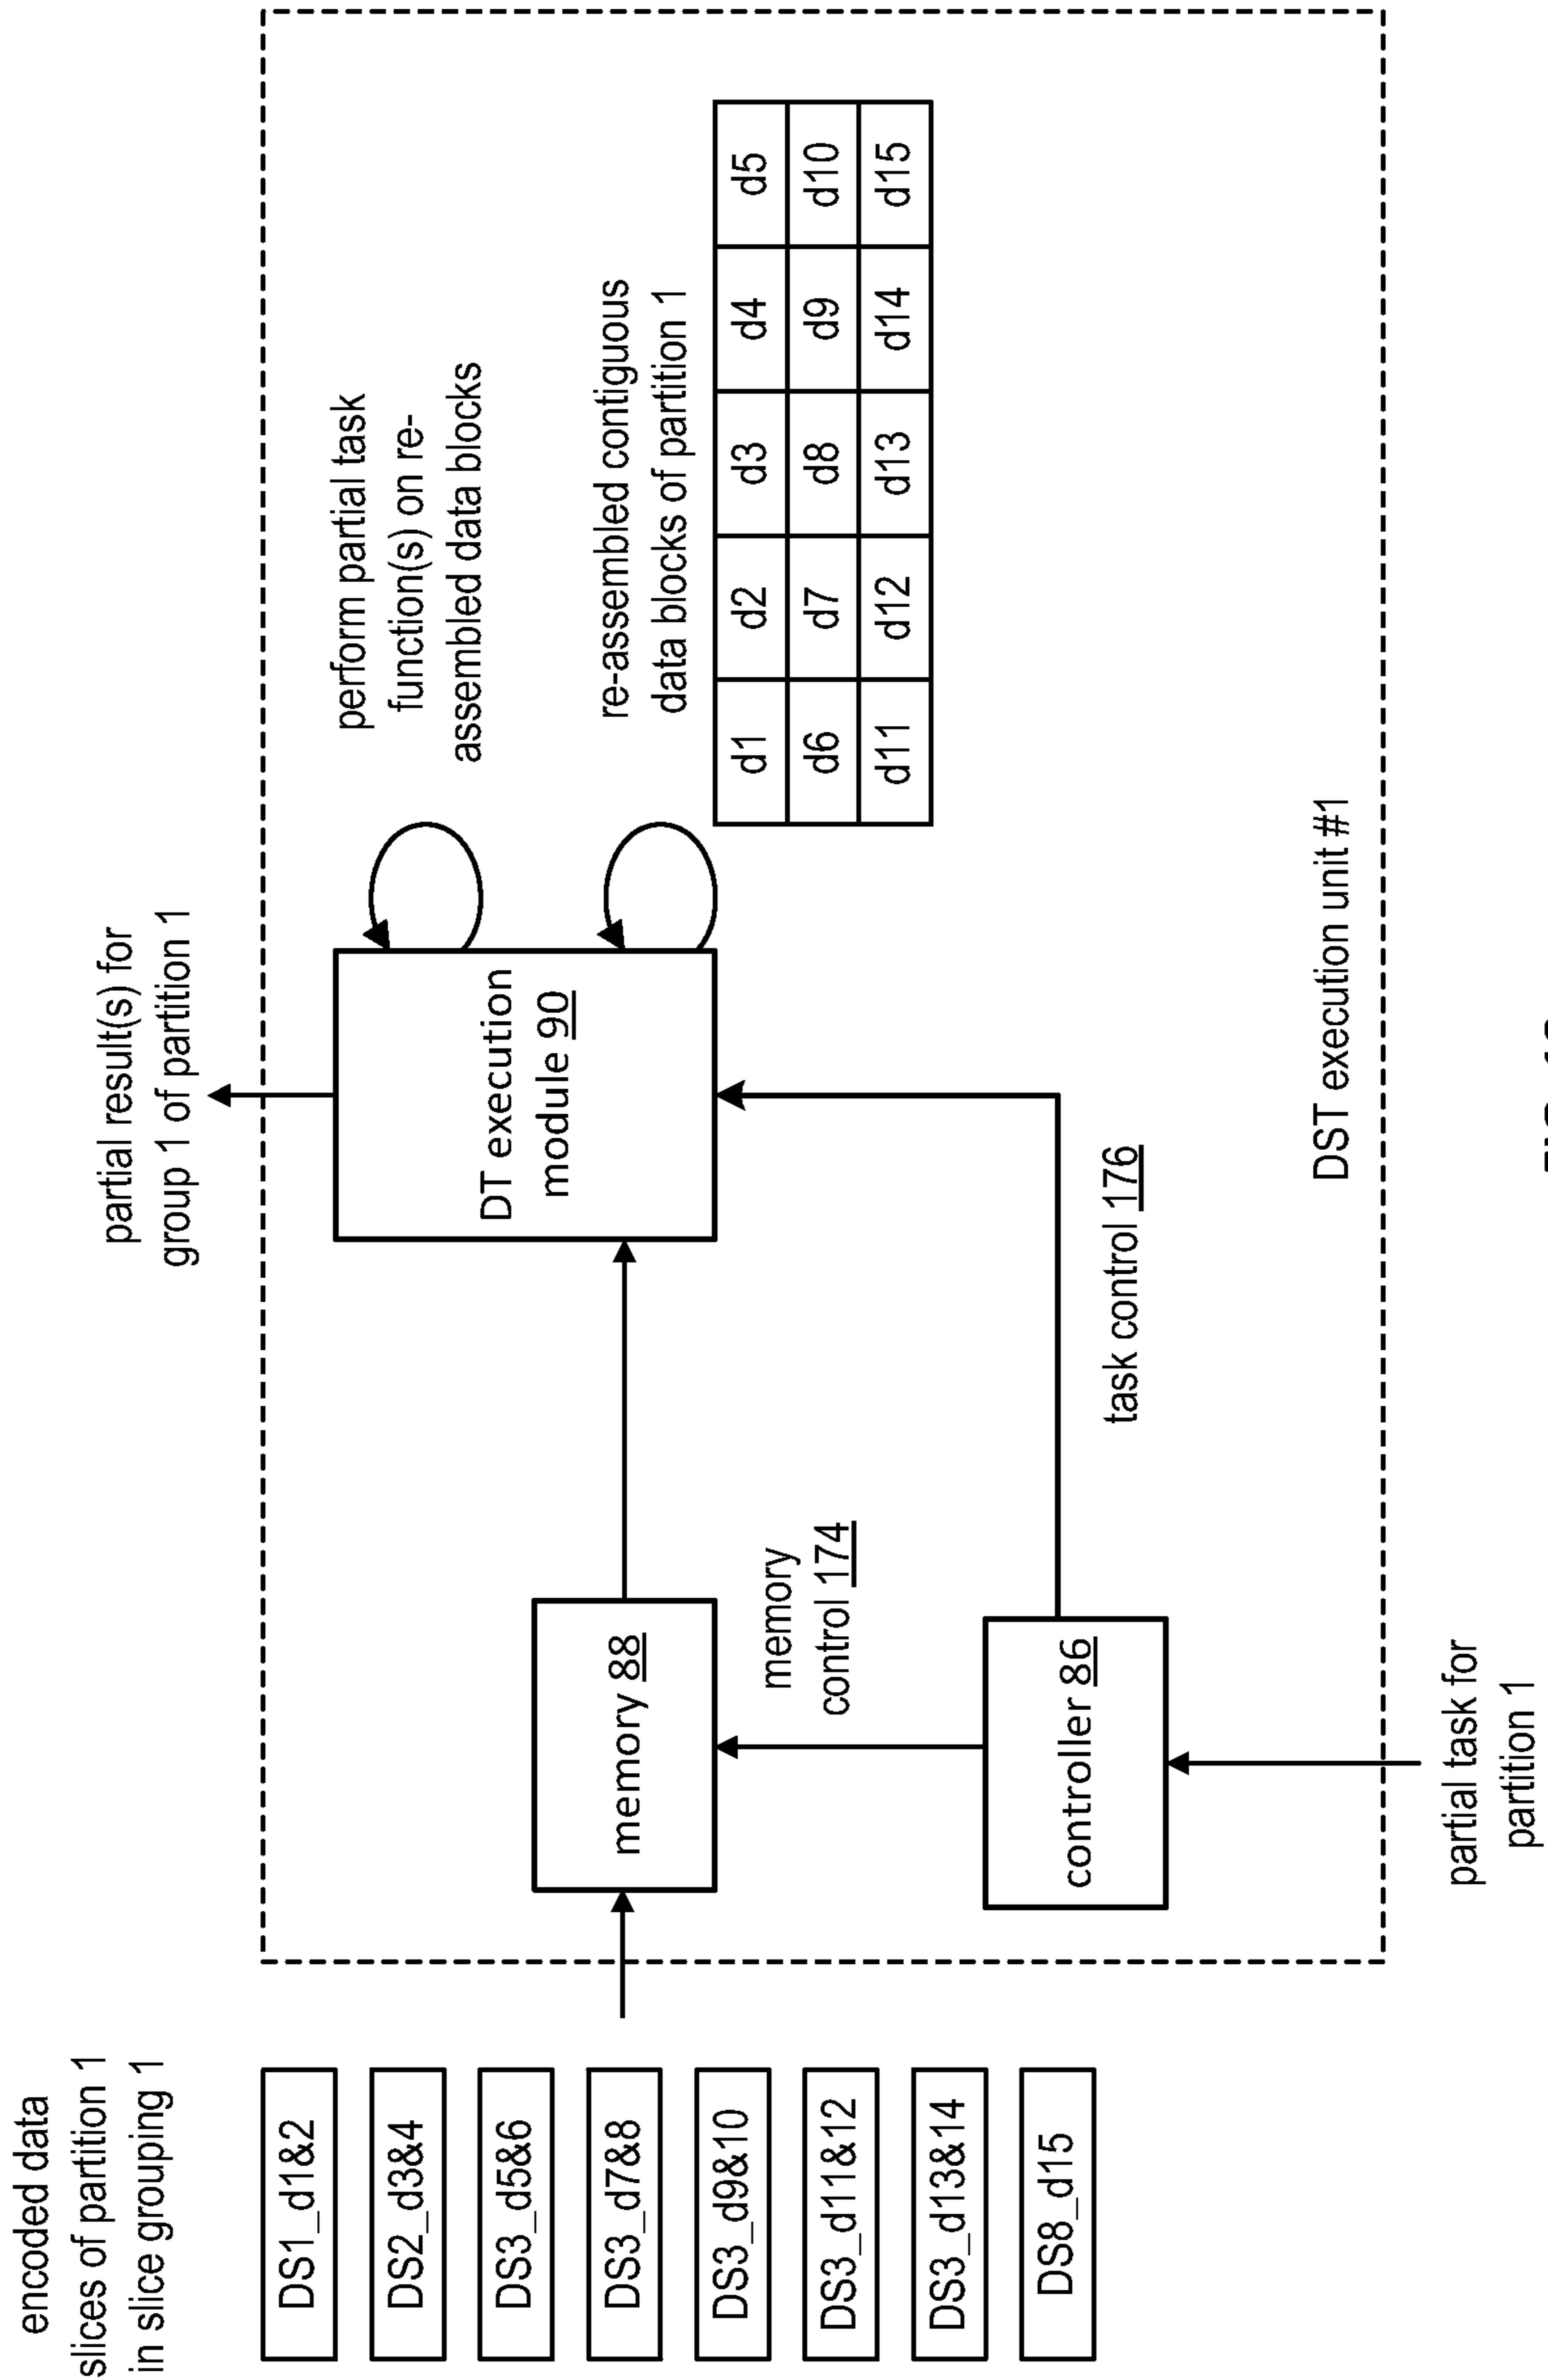 encoded data
slices of partition 1
in slice grouping 1
DS1_d1&2
DS2_d3&4
DS3_d5&6
DS3_d7&8
DS3_d9&10
DS3_d11&12
DS3_d13&14
DS8_d15
partial result(s) for
group 1 of partition 1
DT execution
module 90
perform partial task
function(s) on re-
assembled data blocks
re-assembled contiguous
data blocks of partition 1
d1 d2 d3 d4 d5
d6 d7 d8 d9 d10
d11 d12 d13 d14 d15
memory 88
memory
control 174
task control 176
controller 86
DST execution unit #1
partial task for
partition 1